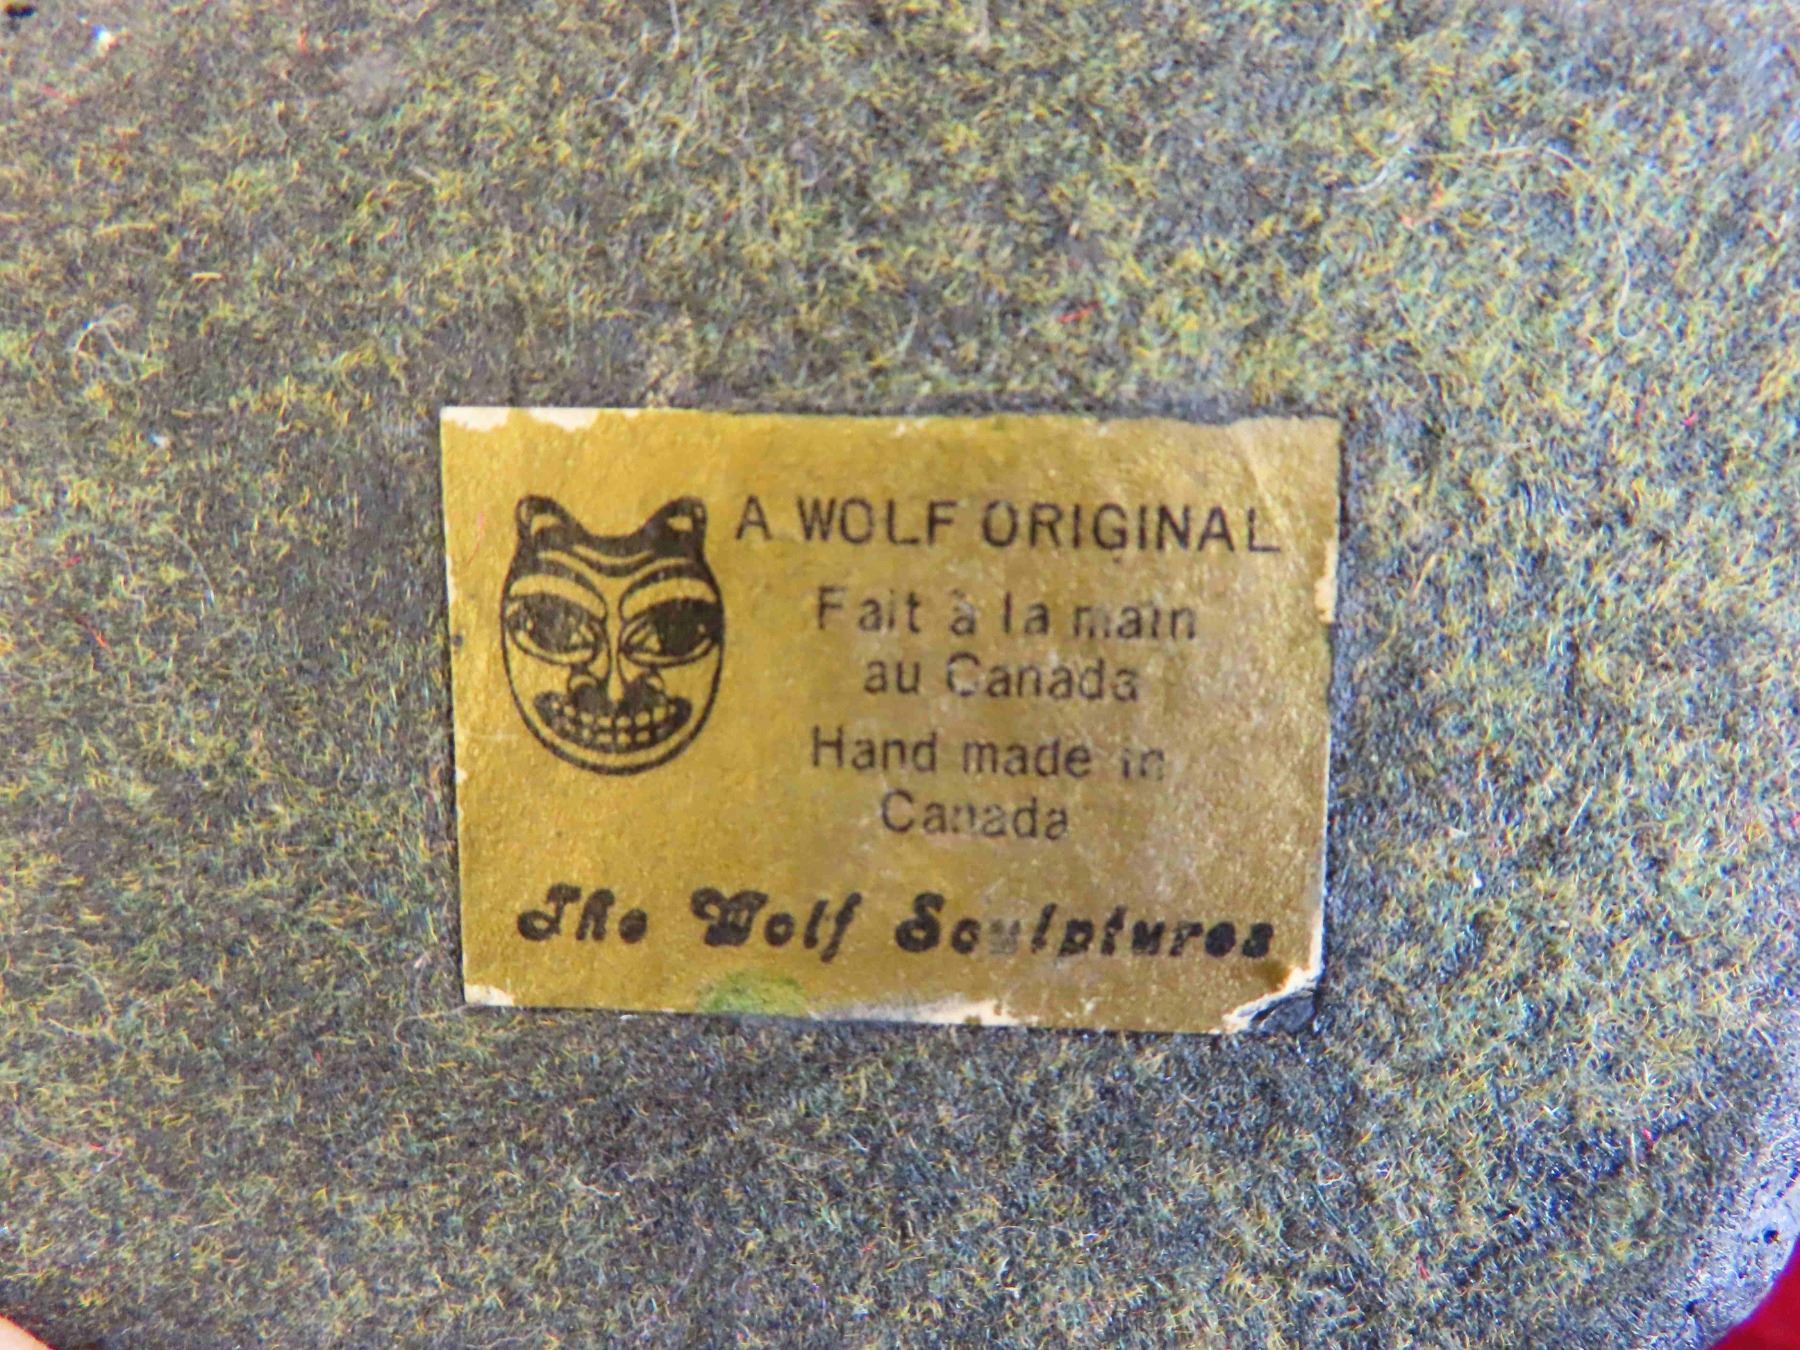 A WOLF ORIGINAL
Fait à la main
au Canada
Hand made in
Canada
The Wolf Sculptures